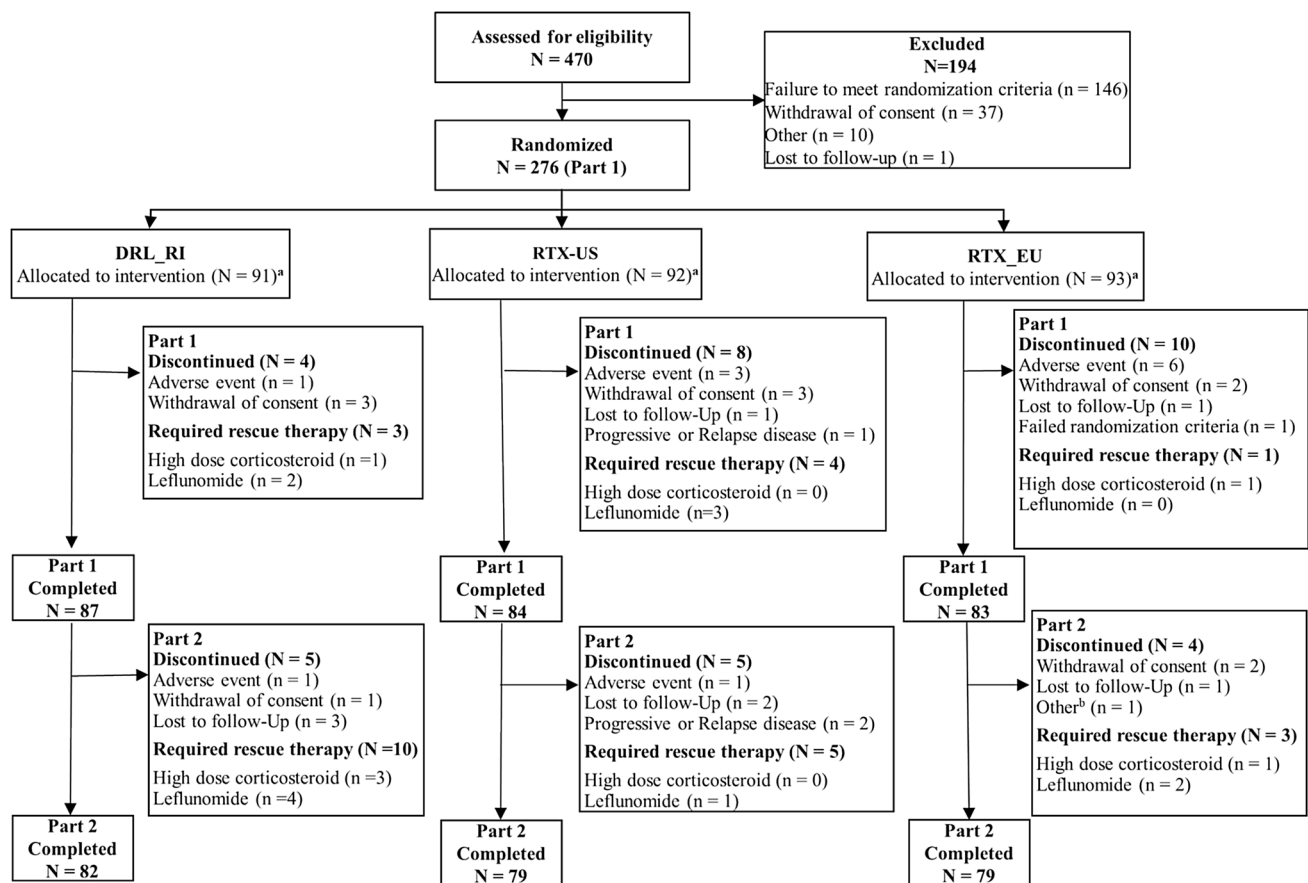 Assessed for eligibility
N = 470
Excluded
N=194
Failure to meet randomization criteria (n = 146)
Withdrawal of consent (n = 37)
Other (n = 10)
Lost to follow-up (n = 1)
Randomized
N = 276 (Part 1)
DRL_RI
Allocated to intervention (N = 91)ᵃ
RTX-US
Allocated to intervention (N = 92)ᵃ
RTX_EU
Allocated to intervention (N = 93)ᵃ
Part 1
Discontinued (N = 4)
Adverse event (n = 1)
Withdrawal of consent (n = 3)
Required rescue therapy (N = 3)
High dose corticosteroid (n =1)
Leflunomide (n = 2)
Part 1
Discontinued (N = 8)
Adverse event (n = 3)
Withdrawal of consent (n = 3)
Lost to follow-Up (n = 1)
Progressive or Relapse disease (n = 1)
Required rescue therapy (N = 4)
High dose corticosteroid (n = 0)
Leflunomide (n=3)
Part 1
Discontinued (N = 10)
Adverse event (n = 6)
Withdrawal of consent (n = 2)
Lost to follow-Up (n = 1)
Failed randomization criteria (n = 1)
Required rescue therapy (N = 1)
High dose corticosteroid (n = 1)
Leflunomide (n = 0)
Part 1
Completed
N = 87
Part 1
Completed
N = 84
Part 1
Completed
N = 83
Part 2
Discontinued (N = 5)
Adverse event (n = 1)
Withdrawal of consent (n = 1)
Lost to follow-Up (n = 3)
Required rescue therapy (N =10)
High dose corticosteroid (n =3)
Leflunomide (n =4)
Part 2
Discontinued (N = 5)
Adverse event (n = 1)
Lost to follow-Up (n = 2)
Progressive or Relapse disease (n = 2)
Required rescue therapy (N = 5)
High dose corticosteroid (n = 0)
Leflunomide (n = 1)
Part 2
Discontinued (N = 4)
Withdrawal of consent (n = 2)
Lost to follow-Up (n = 1)
Otherᵇ (n = 1)
Required rescue therapy (N = 3)
High dose corticosteroid (n = 1)
Leflunomide (n = 2)
Part 2
Completed
N = 82
Part 2
Completed
N = 79
Part 2
Completed
N = 79